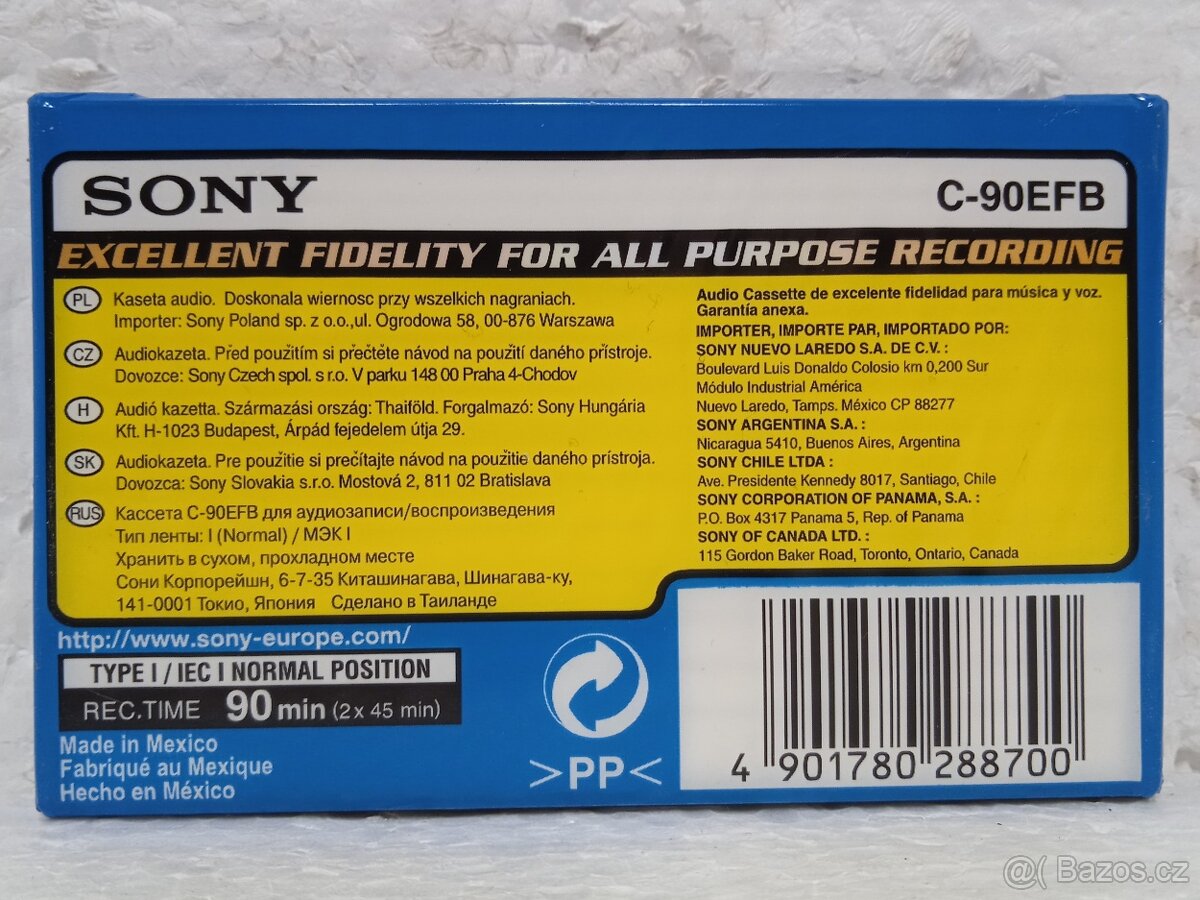 SONY
C-90EFB
EXCELLENT FIDELITY FOR ALL PURPOSE RECORDING
PL Kaseta audio. Doskonala wiernosc przy wszelkich nagraniach.
Importer: Sony Poland sp. z o.o.,ul. Ogrodowa 58, 00-876 Warszawa
CZ Audiokazeta. Před použitím si přečtěte návod na použití daného přístroje.
Dovozce: Sony Czech spol. s r.o. V parku 148 00 Praha 4-Chodov
H Audió kazetta. Származási ország: Thaiföld. Forgalmazó: Sony Hungária
Kft. H-1023 Budapest, Árpád fejedelem útja 29.
SK Audiokazeta. Pre použitie si prečítajte návod na použitie daného prístroja.
Dovozca: Sony Slovakia s.r.o. Mostová 2, 811 02 Bratislava
RUS Кассета C-90EFB для аудиозаписи/воспроизведения
Тип ленты: I (Normal) / МЭК I
Хранить в сухом, прохладном месте
Сони Корпорейшн, 6-7-35 Киташинагава, Шинагава-ку,
141-0001 Токио, Япония Сделано в Таиланде
Audio Cassette de excelente fidelidad para música y voz.
Garantía anexa.
IMPORTER, IMPORTE PAR, IMPORTADO POR:
SONY NUEVO LAREDO S.A. DE C.V. :
Boulevard Luis Donaldo Colosio km 0,200 Sur
Módulo Industrial América
Nuevo Laredo, Tamps. México CP 88277
SONY ARGENTINA S.A. :
Nicaragua 5410, Buenos Aires, Argentina
SONY CHILE LTDA :
Ave. Presidente Kennedy 8017, Santiago, Chile
SONY CORPORATION OF PANAMA, S.A. :
P.O. Box 4317 Panama 5, Rep. of Panama
SONY OF CANADA LTD. :
115 Gordon Baker Road, Toronto, Ontario, Canada
http://www.sony-europe.com/
TYPE I / IEC I NORMAL POSITION
REC.TIME 90 min (2 x 45 min)
Made in Mexico
Fabriqué au Mexique
Hecho en México
>PP<
4 901780 288700
@( Bazos.cz